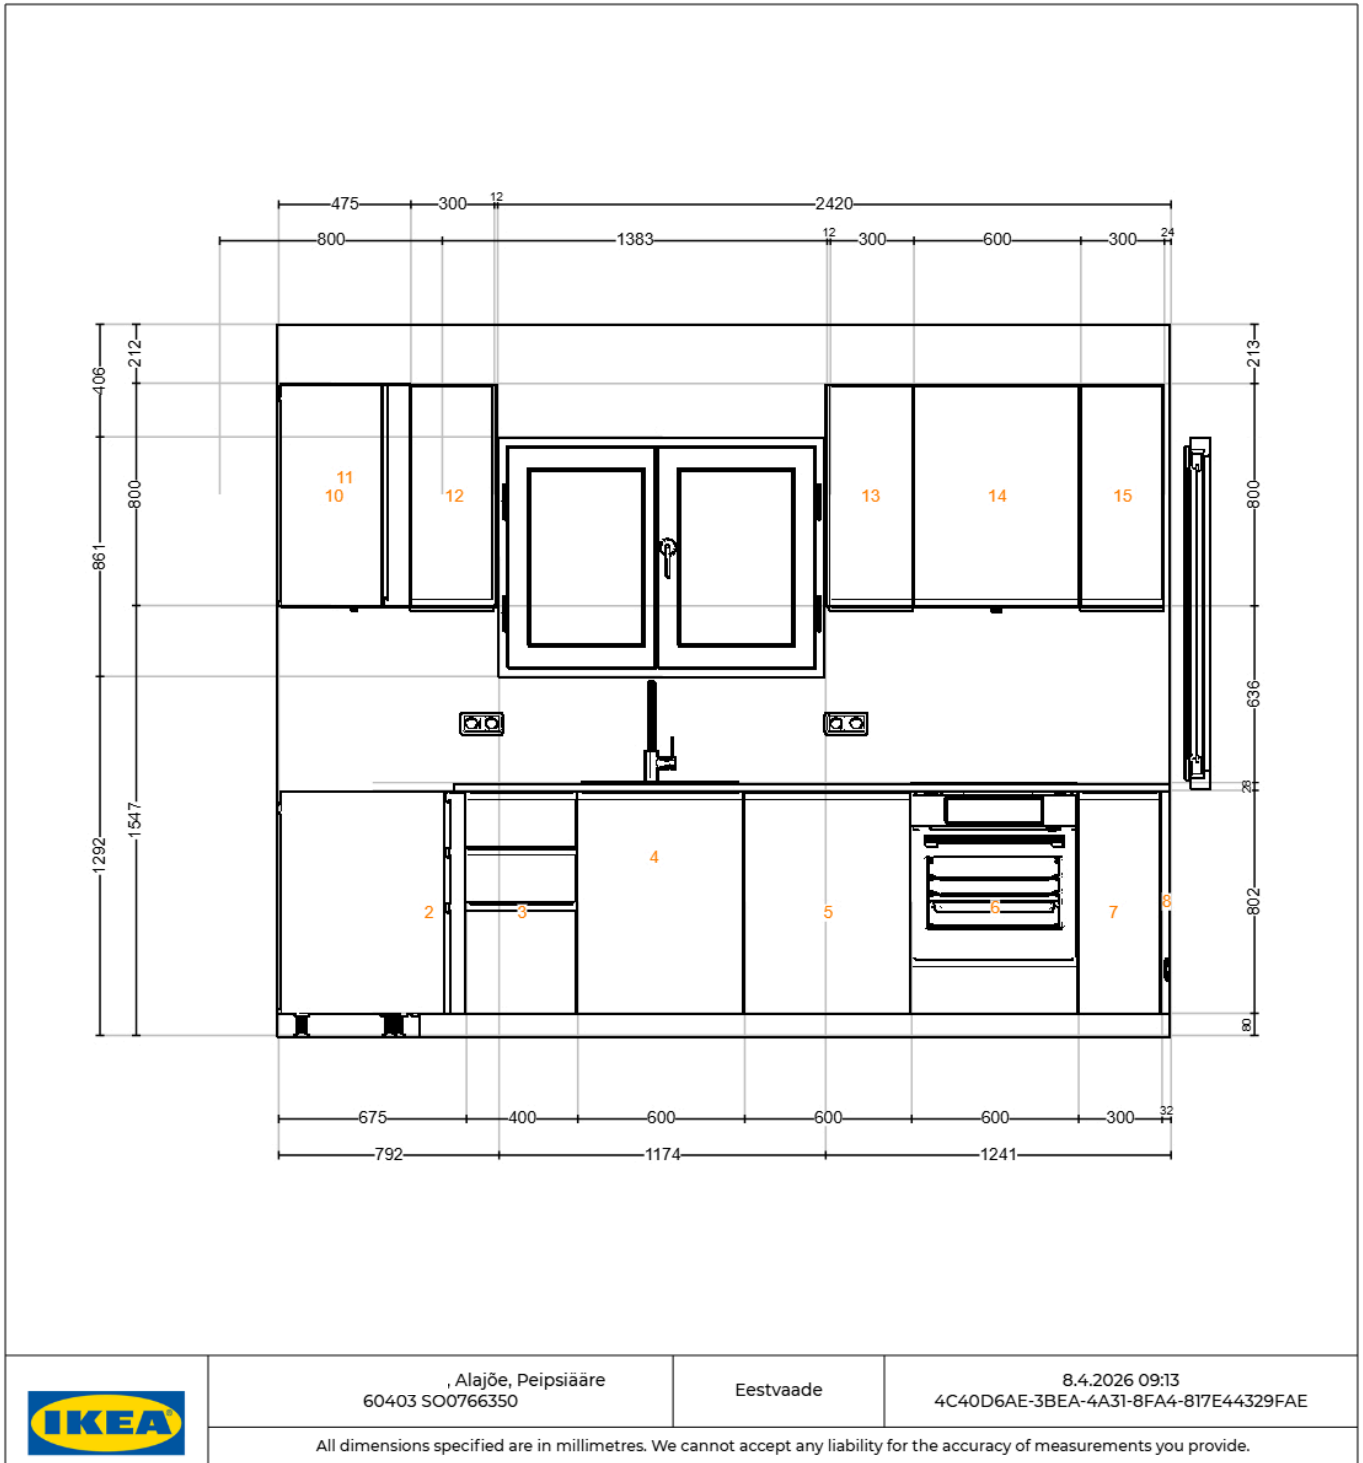 475 300 12 2420
800 1383 12 300 600 300 24
406 212 213
11
10 12 13 14 15
800 800
861
636
28
1547
1292
4
802
2 3 5 6 7 8
80
675 400 600 600 600 300 32
792 1174 1241
IKEA
, Alajõe, Peipsiääre
60403 SO0766350
Eestvaade
8.4.2026 09:13
4C40D6AE-3BEA-4A31-8FA4-817E44329FAE
All dimensions specified are in millimetres. We cannot accept any liability for the accuracy of measurements you provide.